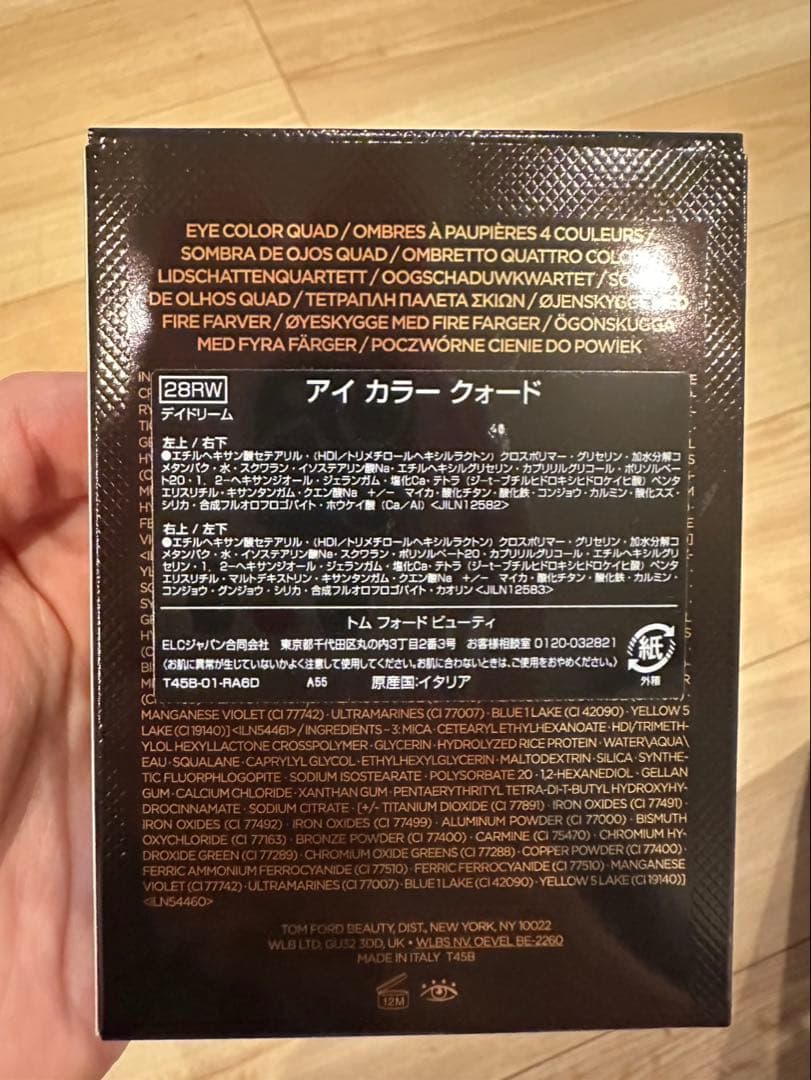 EYE COLOR QUAD / OMBRES À PAUPIÈRES 4 COULEURS /
SOMBRA DE OJOS QUAD / OMBRETTO QUATTRO
LIDSCHATTENQUARTETT / OOGSCHADUWKWARTET /
DE OLHOS QUAD / ΤΕΤΡΑΠΛΗ ΠΑΛΕΤΑ ΣΚΙΩΝ / ØJENSKYGGE MED
FIRE FARVER / ØYESKYGGE MED FIRE FARGER / ÖGONSKUGGA
MED FYRA FÄRGER / POCZWÓRNE CIENIE DO POWIEK
28RW アイ カラー クォード
デイドリーム
左上 / 右下
●エチルヘキサン酸セテアリル・(HDI/トリメチロールヘキシルラクトン) クロスポリマー・グリセリン・加水分解コ
メタンパク・水・スクワラン・イソステアリン酸Na・エチルヘキシルグリセリン・カプリリルグリコール・ポリソルベー
ト20・1, 2-ヘキサンジオール・ジェランガム・塩化Ca・テトラ (ジ-t-ブチルヒドロキシヒドロケイヒ酸) ペンタ
エリスリチル・キサンタンガム・クエン酸Na +/- マイカ・酸化チタン・酸化鉄・コンジョウ・カルミン・酸化スズ・
シリカ・合成フルオロフロゴパイト・ホウケイ酸 (Ca/Al) <JILN12582>
右上 / 左下
●エチルヘキサン酸セテアリル・(HDI/トリメチロールヘキシルラクトン) クロスポリマー・グリセリン・加水分解コ
メタンパク・水・イソステアリン酸Na・スクワラン・ポリソルベート20・カプリリルグリコール・エチルヘキシルグリ
セリン・1, 2-ヘキサンジオール・ジェランガム・塩化Ca・テトラ (ジ-t-ブチルヒドロキシヒドロケイヒ酸) ペンタ
エリスリチル・マルトデキストリン・キサンタンガム・クエン酸Na +/- マイカ・酸化チタン・酸化鉄・カルミン・
コンジョウ・グンジョウ・シリカ・合成フルオロフロゴパイト・カオリン <JILN12583>
トム フォード ビューティ
ELCジャパン合同会社 東京都千代田区丸の内3丁目2番3号 お客様相談室 0120-032821
〈お肌に異常が生じていないかよく注意して使用してください。お肌に合わないときは、ご使用をおやめください。〉
T45B-01-RA6D A55 原産国:イタリア
紙
外種
MANGANESE VIOLET (CI 77742) · ULTRAMARINES (CI 77007) · BLUE 1 LAKE (CI 42090) · YELLOW 5
LAKE (CI 19140)] <ILN54461> / INGREDIENTS - 3: MICA · CETEARYL ETHYLHEXANOATE · HDI/TRIMETH-
YLOL HEXYLLACTONE CROSSPOLYMER · GLYCERIN · HYDROLYZED RICE PROTEIN · WATER\AQUA\
EAU · SQUALANE · CAPRYLYL GLYCOL · ETHYLHEXYLGLYCERIN · MALTODEXTRIN · SILICA · SYNTHE-
TIC FLUORPHLOGOPITE · SODIUM ISOSTEARATE · POLYSORBATE 20 · 1,2-HEXANEDIOL · GELLAN
GUM · CALCIUM CHLORIDE · XANTHAN GUM · PENTAERYTHRITYL TETRA-DI-T-BUTYL HYDROXYHY-
DROCINNAMATE · SODIUM CITRATE · [+/- TITANIUM DIOXIDE (CI 77891) · IRON OXIDES (CI 77491) ·
IRON OXIDES (CI 77492) · IRON OXIDES (CI 77499) · ALUMINUM POWDER (CI 77000) · BISMUTH
OXYCHLORIDE (CI 77163) · BRONZE POWDER (CI 77400) · CARMINE (CI 75470) · CHROMIUM HY-
DROXIDE GREEN (CI 77289) · CHROMIUM OXIDE GREENS (CI 77288) · COPPER POWDER (CI 77400) ·
FERRIC AMMONIUM FERROCYANIDE (CI 77510) · FERRIC FERROCYANIDE (CI 77510) · MANGANESE
VIOLET (CI 77742) · ULTRAMARINES (CI 77007) · BLUE 1 LAKE (CI 42090) · YELLOW 5 LAKE (CI 19140)]
<ILN54460>
TOM FORD BEAUTY, DIST., NEW YORK, NY 10022
WLB LTD, GU32 3DD, UK • WLBS NV. OEVEL BE-2260
MADE IN ITALY T45B
12M